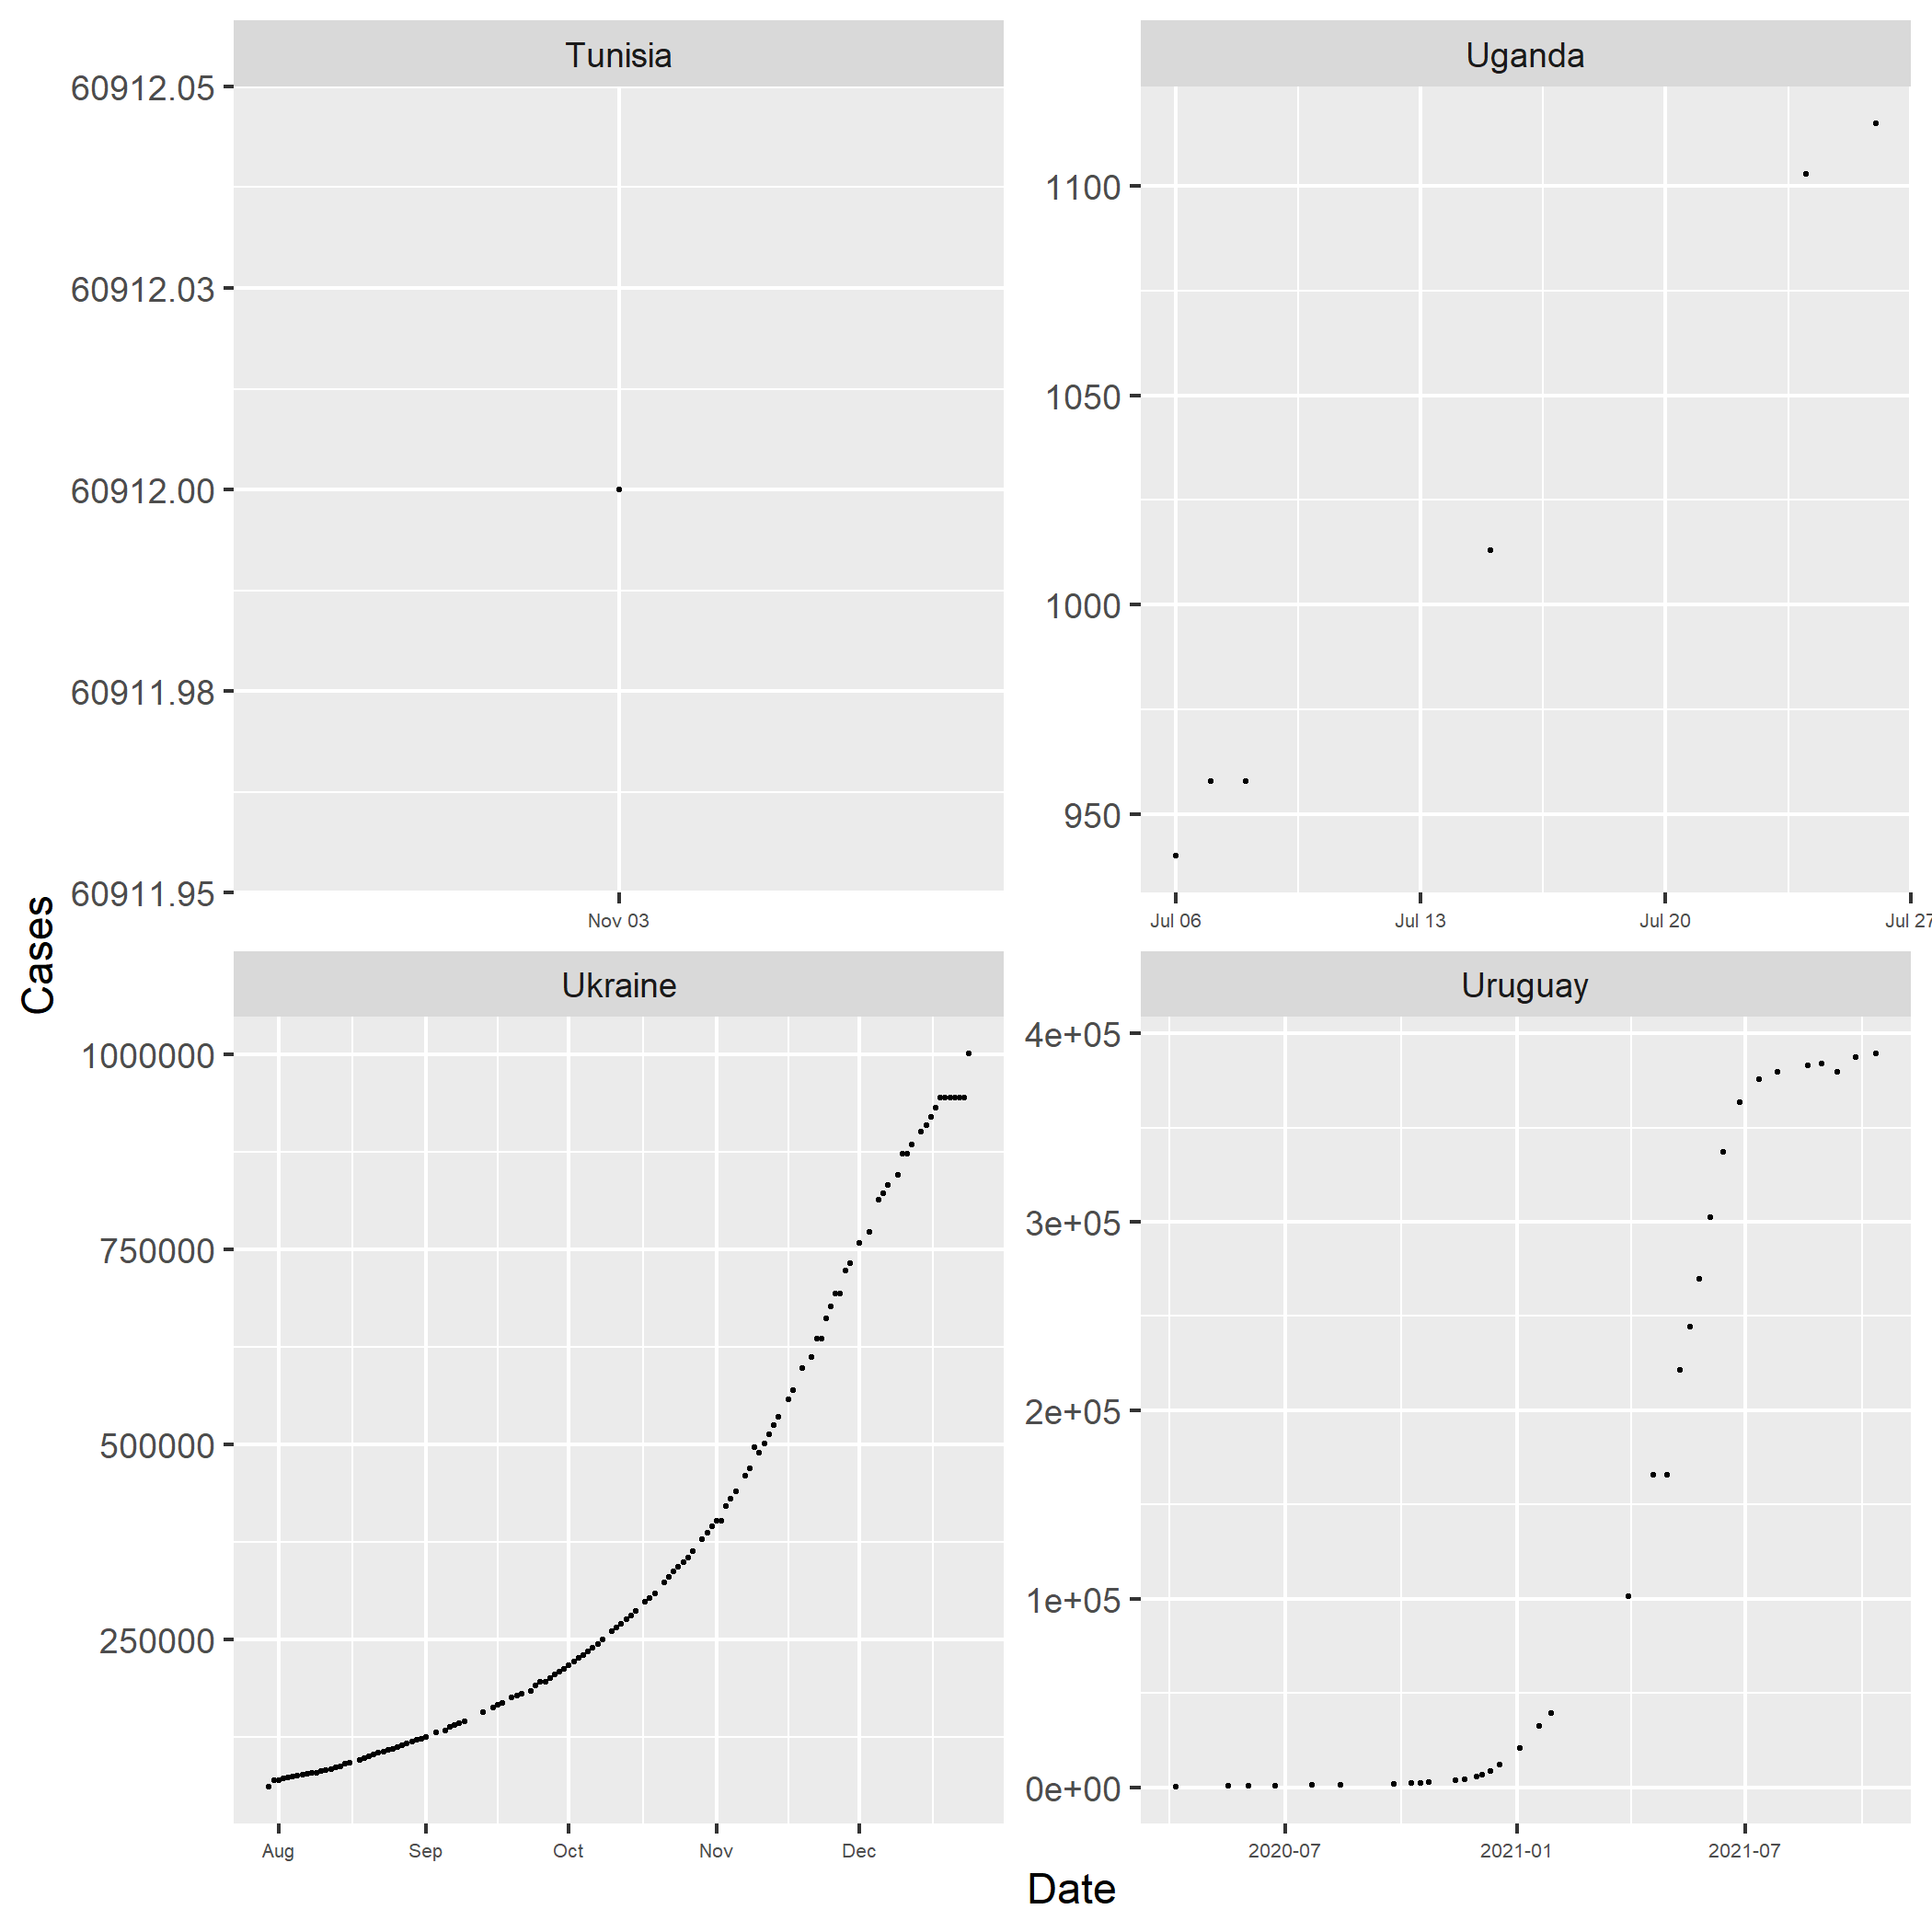 Tunisia
60912.05
60912.03
60912.00
60911.98
60911.95
Nov 03
Uganda
1100
1050
1000
950
Jul 06 Jul 13 Jul 20 Jul 27
Cases
Ukraine
1000000
750000
500000
250000
Aug Sep Oct Nov Dec
Uruguay
4e+05
3e+05
2e+05
1e+05
0e+00
2020-07 2021-01 2021-07
Date